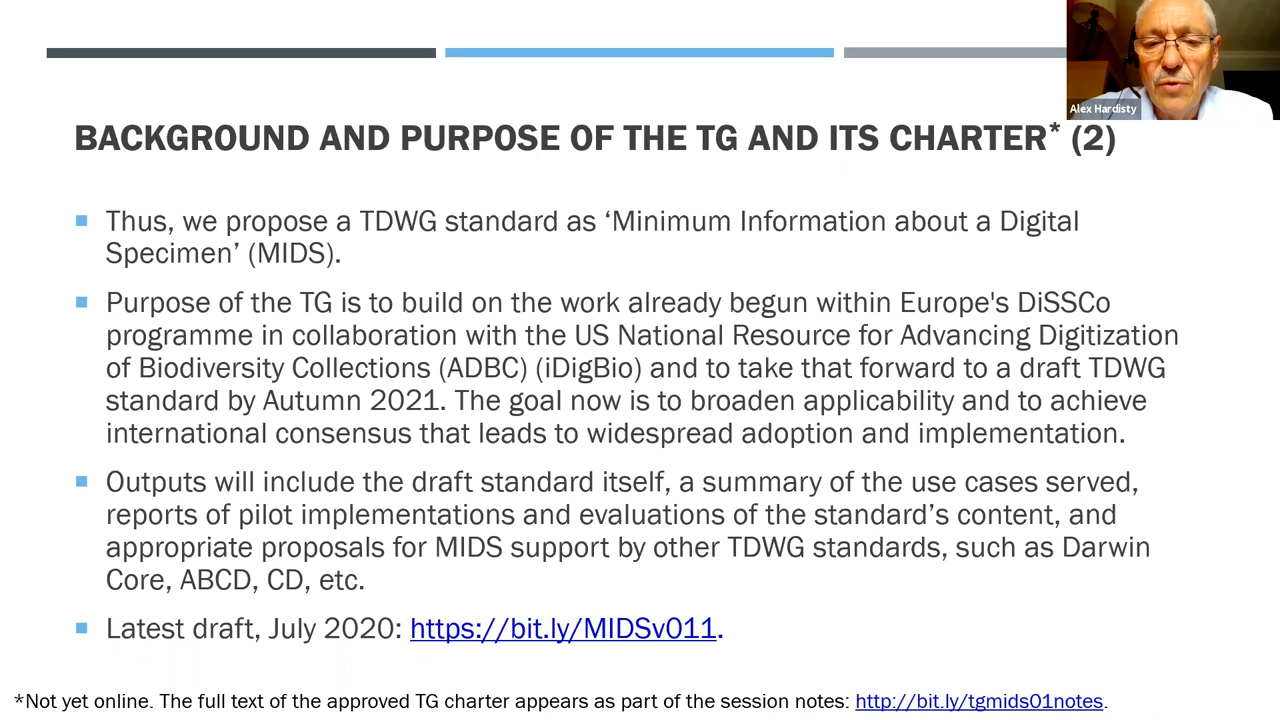 Alex Hardisty
BACKGROUND AND PURPOSE OF THE TG AND ITS CHARTER* (2)
Thus, we propose a TDWG standard as ‘Minimum Information about a Digital
Specimen’ (MIDS).
Purpose of the TG is to build on the work already begun within Europe's DiSSCo
programme in collaboration with the US National Resource for Advancing Digitization
of Biodiversity Collections (ADBC) (iDigBio) and to take that forward to a draft TDWG
standard by Autumn 2021. The goal now is to broaden applicability and to achieve
international consensus that leads to widespread adoption and implementation.
Outputs will include the draft standard itself, a summary of the use cases served,
reports of pilot implementations and evaluations of the standard’s content, and
appropriate proposals for MIDS support by other TDWG standards, such as Darwin
Core, ABCD, CD, etc.
Latest draft, July 2020: https://bit.ly/MIDSv011.
*Not yet online. The full text of the approved TG charter appears as part of the session notes: http://bit.ly/tgmids01notes.